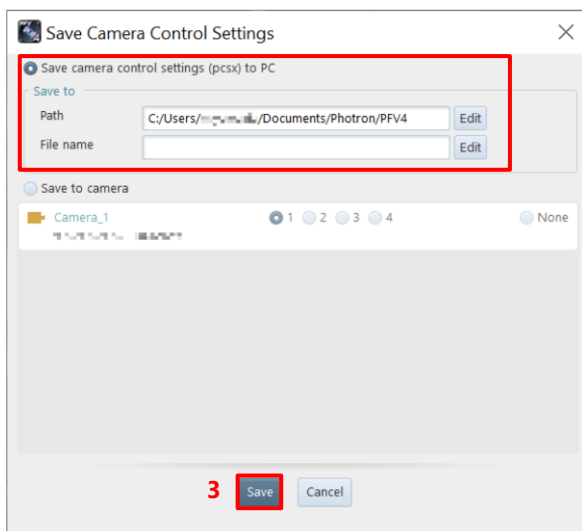 Save Camera Control Settings
Save camera control settings (pcsx) to PC
Save to
Path C:/Users/ /Documents/Photron/PFV4 Edit
File name Edit
Save to camera
Camera_1 1 2 3 4 None
3 Save Cancel